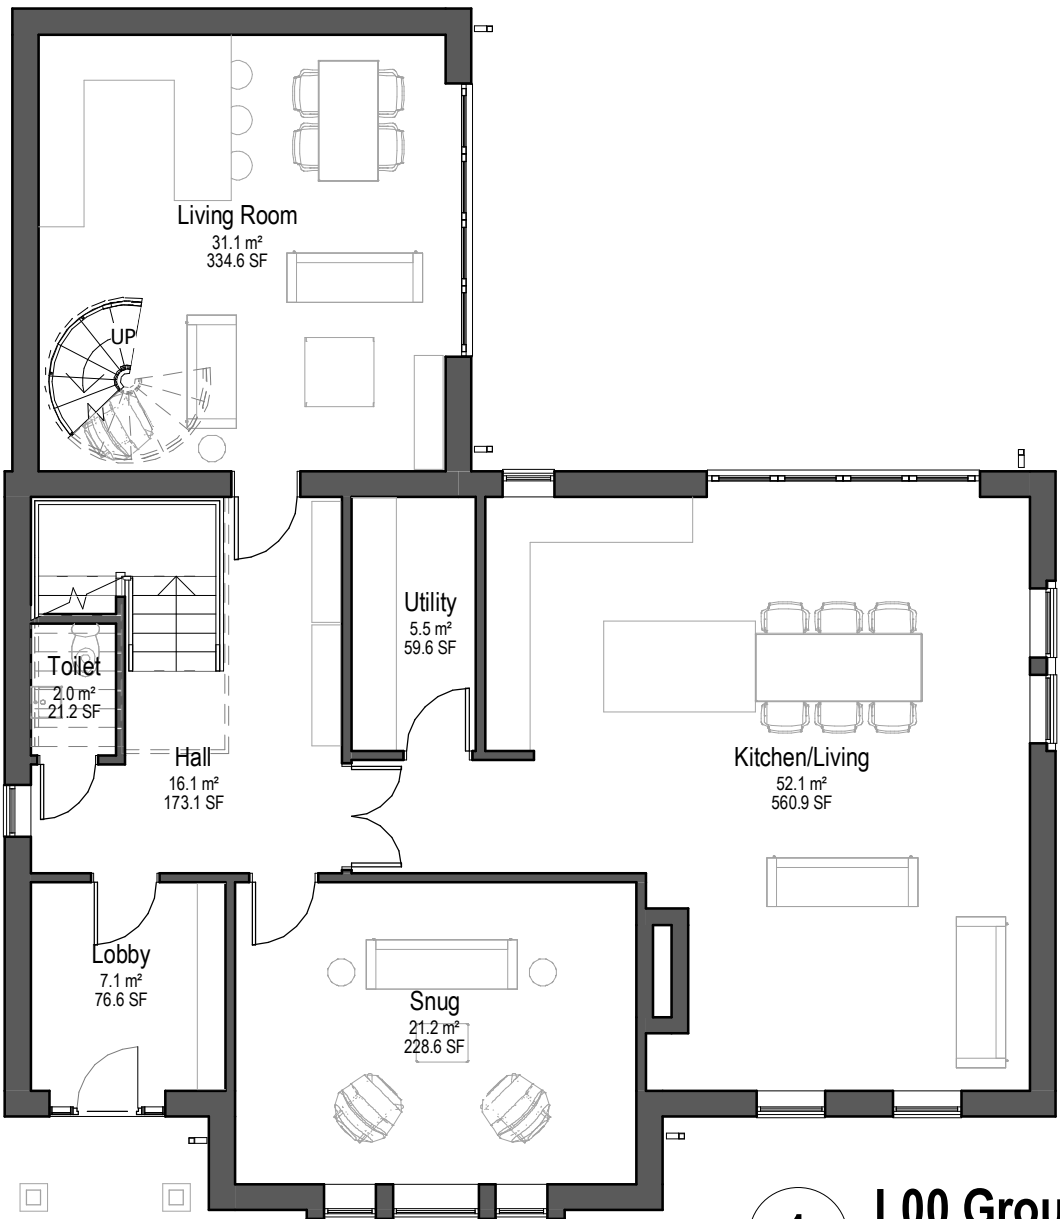 Living Room
31.1 m²
334.6 SF
UP
Utility
5.5 m²
59.6 SF
Toilet
2.0 m²
21.2 SF
Hall
16.1 m²
173.1 SF
Kitchen/Living
52.1 m²
560.9 SF
Lobby
7.1 m²
76.6 SF
Snug
21.2 m²
228.6 SF
L00 Grou